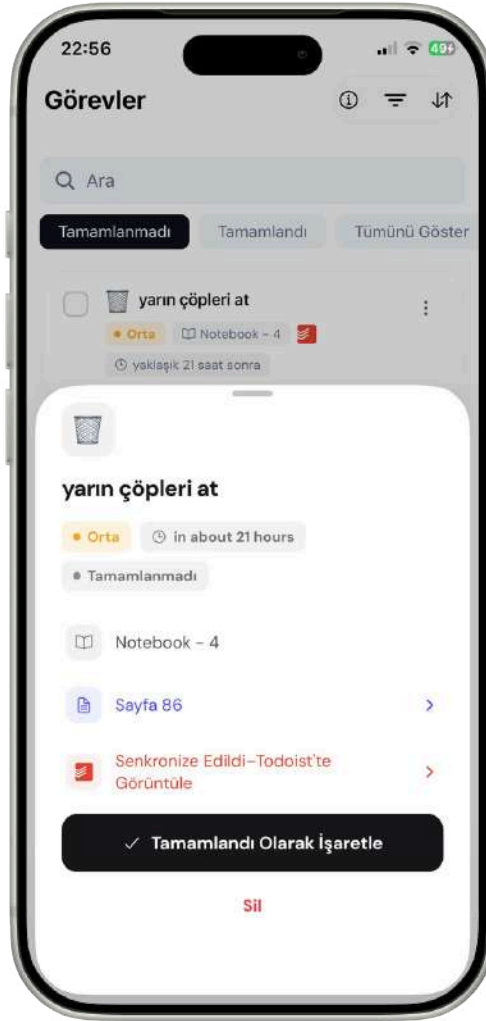 22:56
49
Görevler
Ara
Tamamlanmadı Tamamlandı Tümünü Göster
yarın çöpleri at
Orta Notebook - 4
yaklaşık 21 saat sonra
yarın çöpleri at
Orta in about 21 hours
Tamamlanmadı
Notebook - 4
Sayfa 86
Senkronize Edildi-Todoist'te
Görüntüle
Tamamlandı Olarak İşaretle
Sil